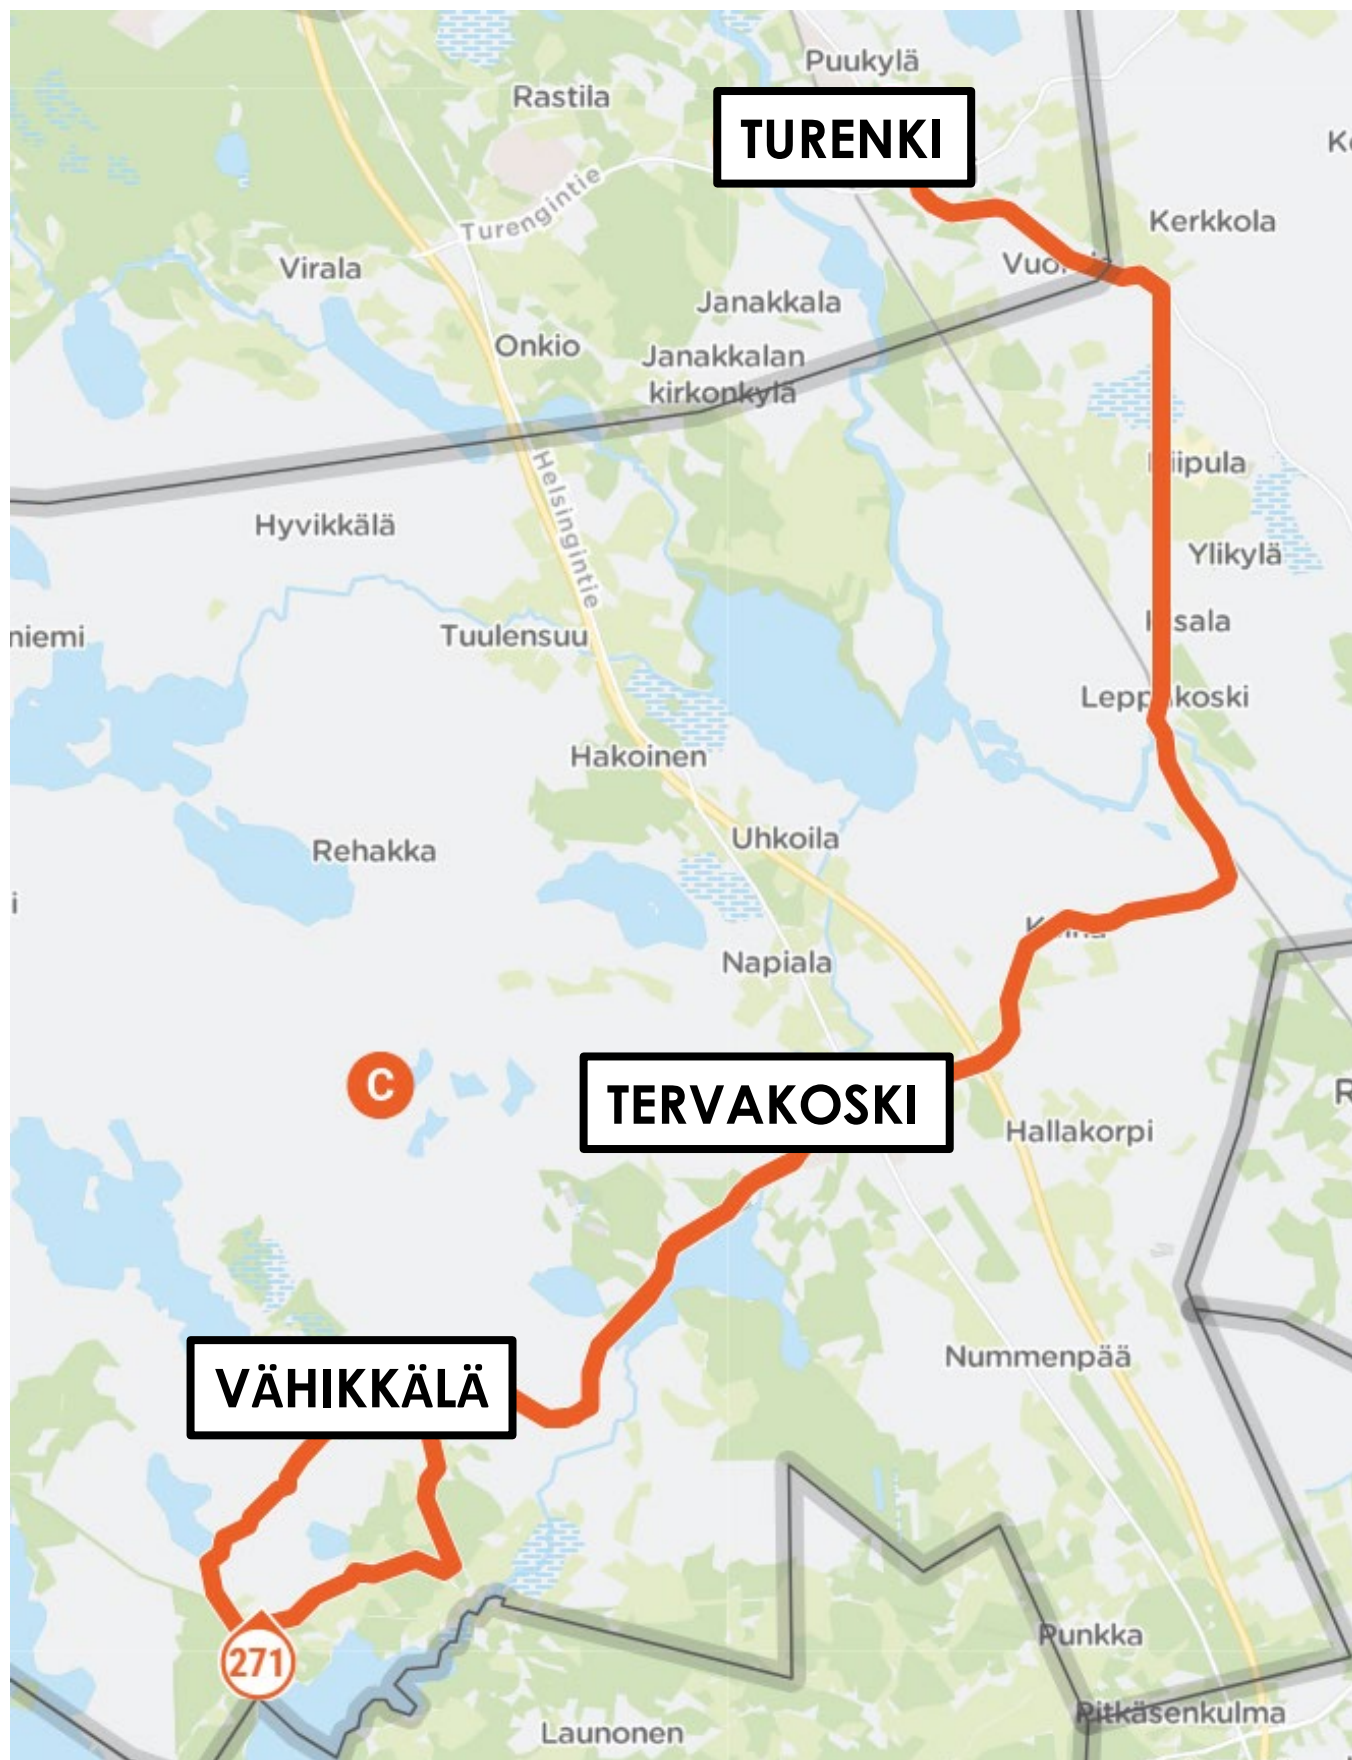 Puukylä
Rastila
TURENKI
Turengintie
Kerkkola
Virala
Janakkala
Onkio
Janakkalan
kirkonkylä
Helsingintie
Hyvikkälä
Ylikylä
niemi
Tuulensuu
Hakoinen
Uhkoila
Rehakka
Napiala
C
TERVAKOSKI
Hallakorpi
VÄHIKKÄLÄ
Nummenpää
271
Punkka
Pitkäsenkulma
Launonen